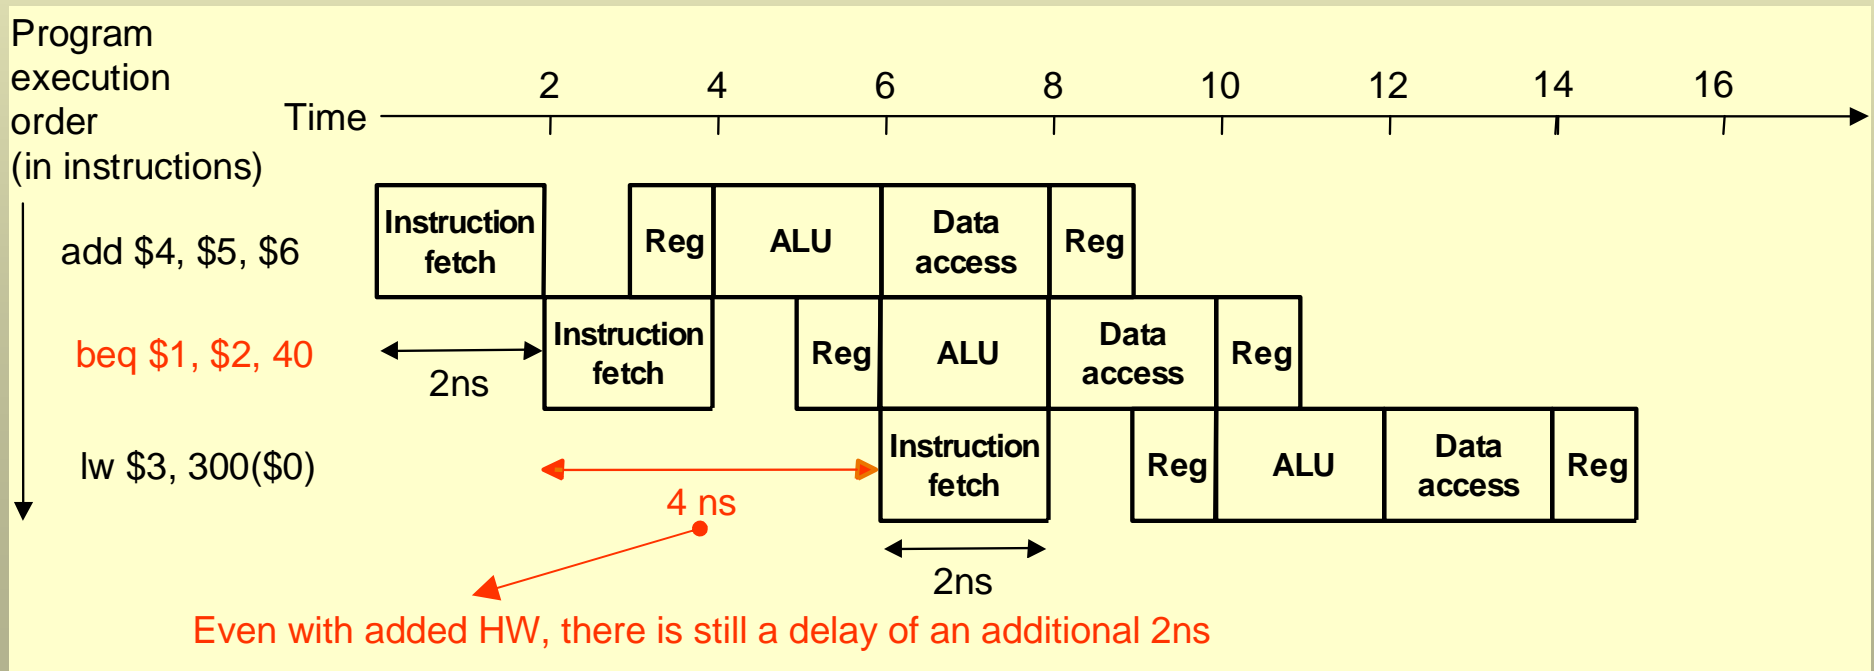 Program
execution
order
(in instructions)
Time
2 4 6 8 10 12 14 16
add $4, $5, $6
Instruction
fetch
Reg
ALU
Data
access
Reg
beq $1, $2, 40
2ns
Instruction
fetch
Reg
ALU
Data
access
Reg
lw $3, 300($0)
4 ns
Instruction
fetch
Reg
ALU
Data
access
Reg
2ns
Even with added HW, there is still a delay of an additional 2ns